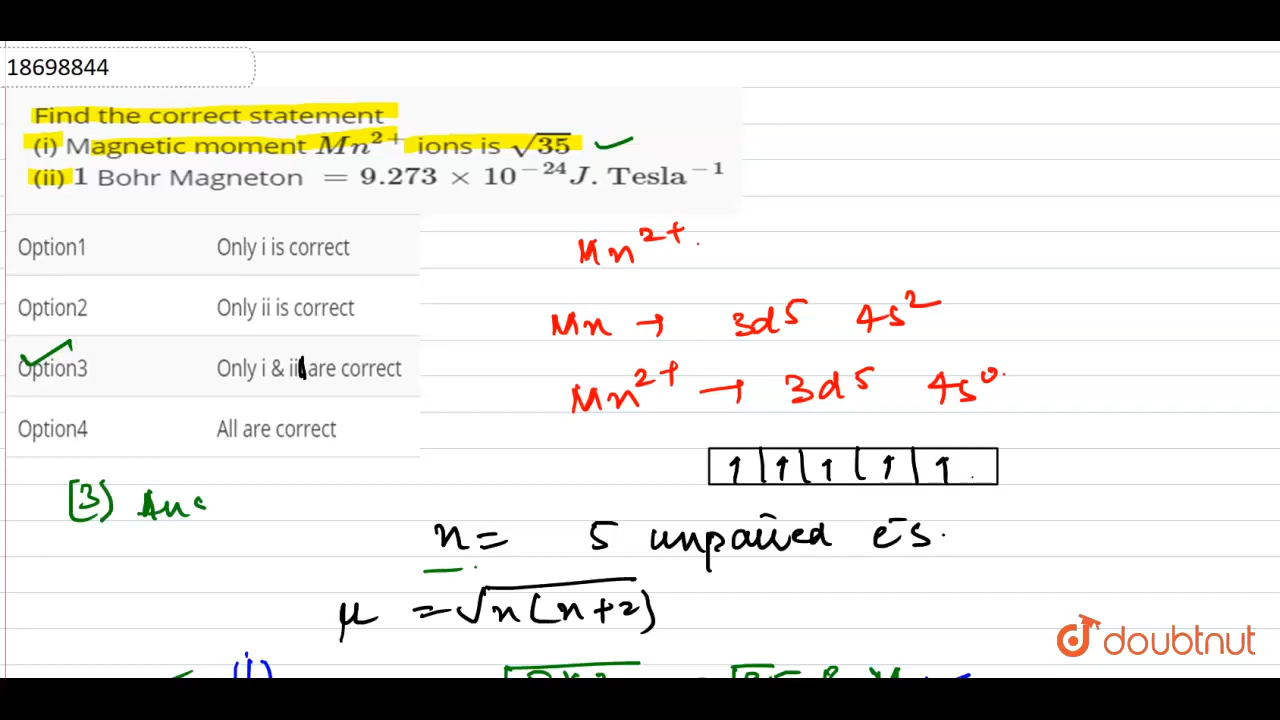 18698844
Find the correct statement
(i) Magnetic moment Mn²⁺ ions is √35
(ii) 1 Bohr Magneton = 9.273 × 10⁻²⁴ J. Tesla⁻¹
Option1 Only i is correct
Option2 Only ii is correct
Option3 Only i & ii are correct
Option4 All are correct
Mn²⁺
Mn → 3d5 4s²
Mn²⁺ → 3d5 4s⁰
↑ ↑ ↑ ↑ ↑
(3) Ans
n = 5 unpaired e⁻s.
μ = √n(n+2)
doubtnut
(i)